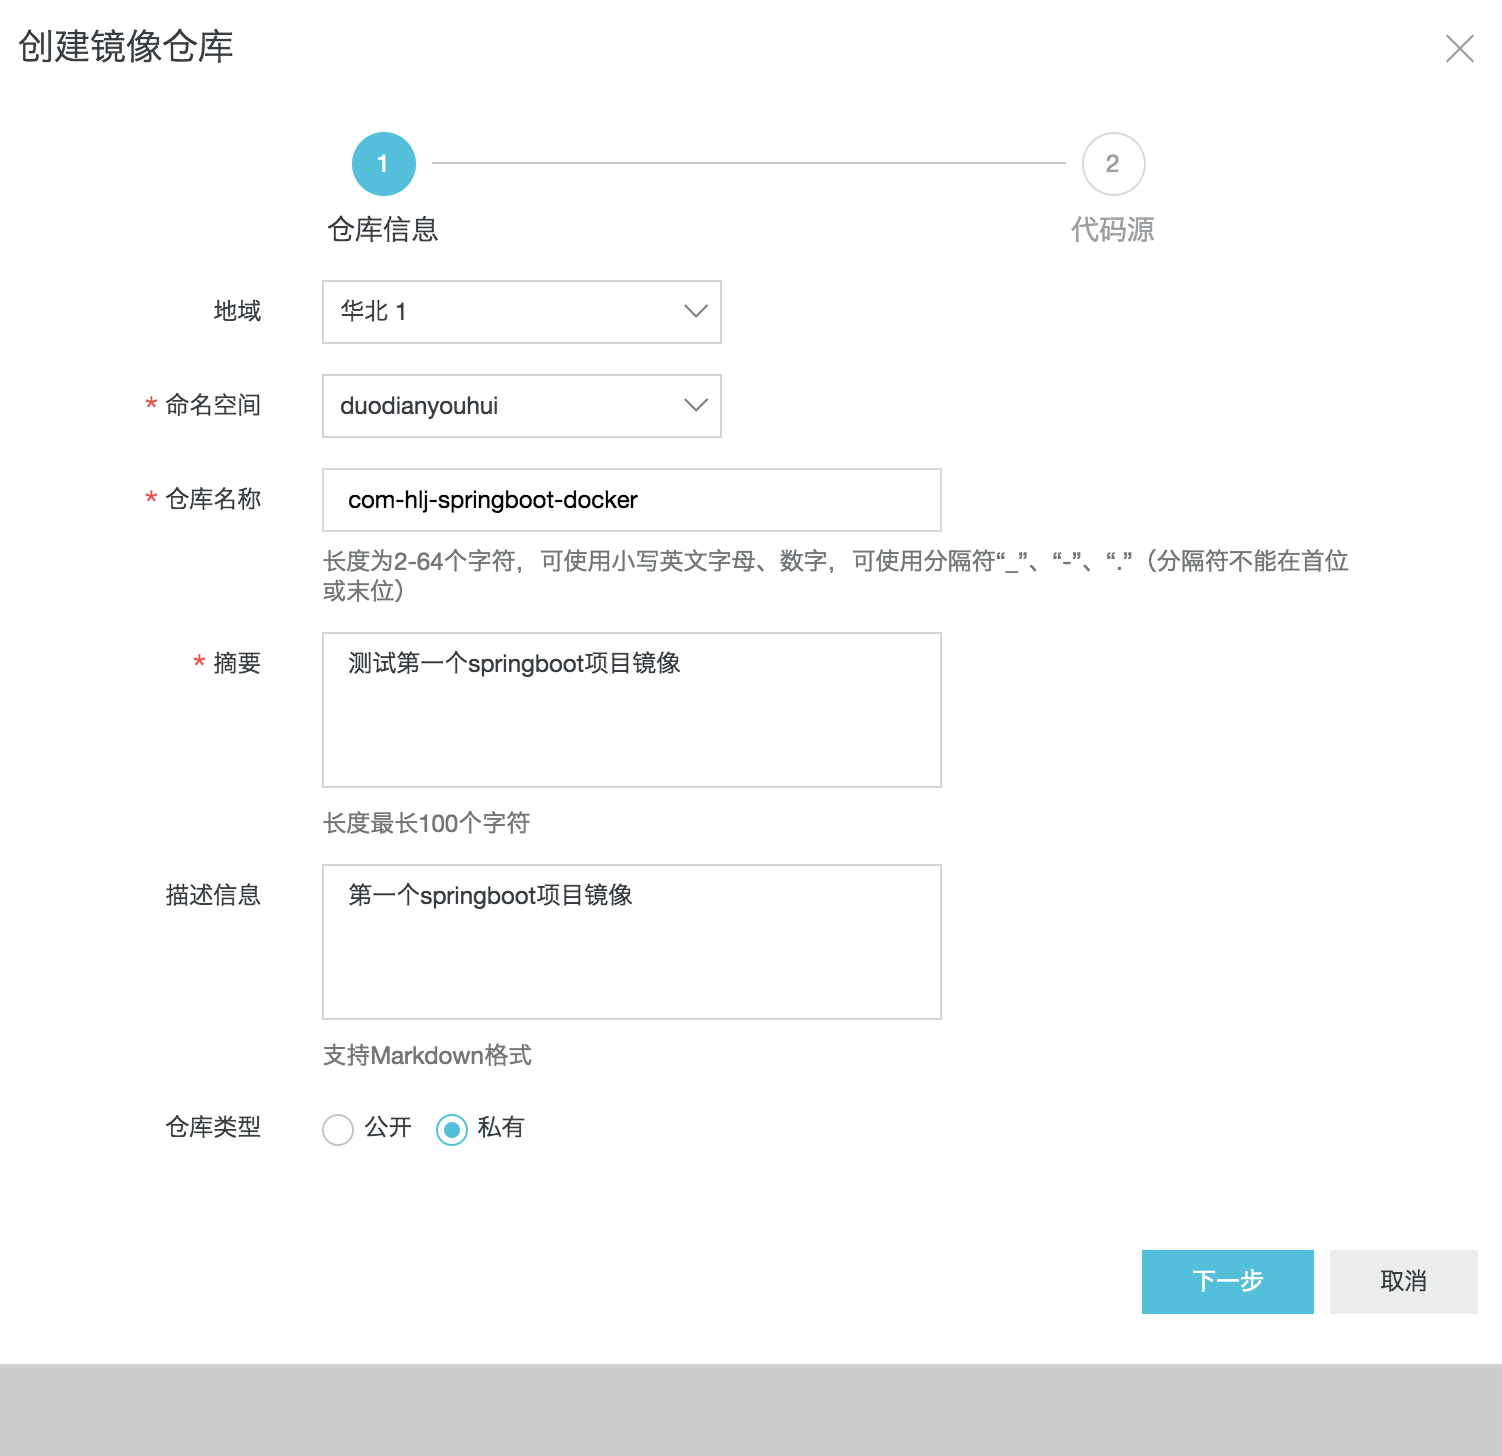 创建镜像仓库
1
2
仓库信息
代码源
地域
华北 1
* 命名空间
duodianyouhui
* 仓库名称
com-hlj-springboot-docker
长度为2-64个字符，可使用小写英文字母、数字，可使用分隔符“_”、“-”、“.”（分隔符不能在首位
或末位）
* 摘要
测试第一个springboot项目镜像
长度最长100个字符
描述信息
第一个springboot项目镜像
支持Markdown格式
仓库类型
公开
私有
下一步
取消